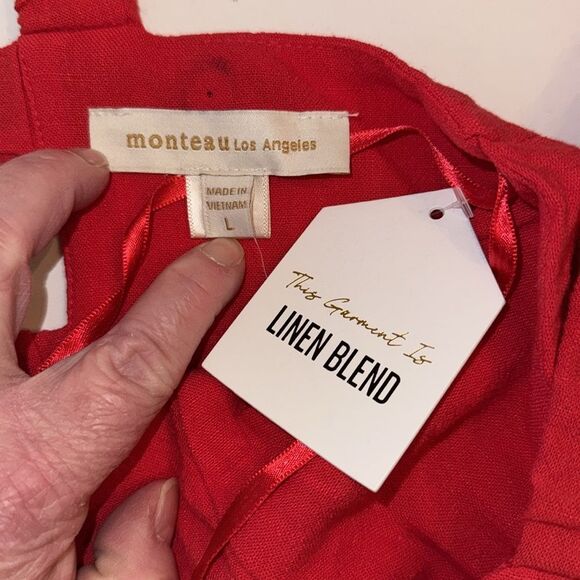 monteau Los Angeles
MADE IN
VIETNAM
L
This Garment Is
LINEN BLEND